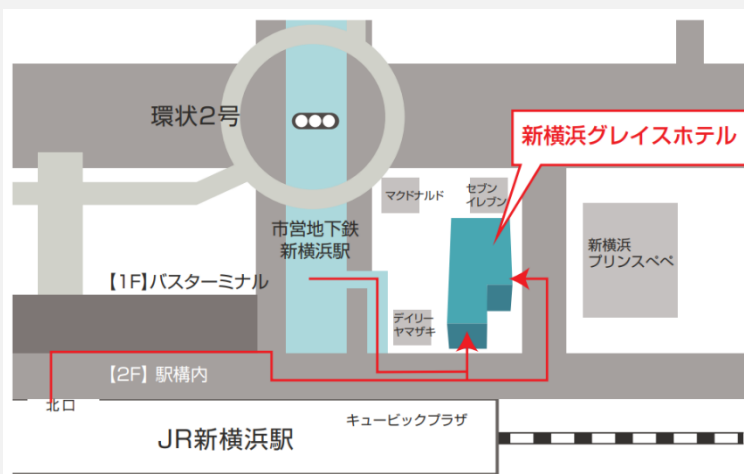 環状2号
新横浜グレイスホテル
マクドナルド
セブン
イレブン
市営地下鉄
新横浜駅
新横浜
プリンスペペ
【1F】バスターミナル
デイリー
ヤマザキ
【2F】駅構内
北口
キュービックプラザ
JR新横浜駅